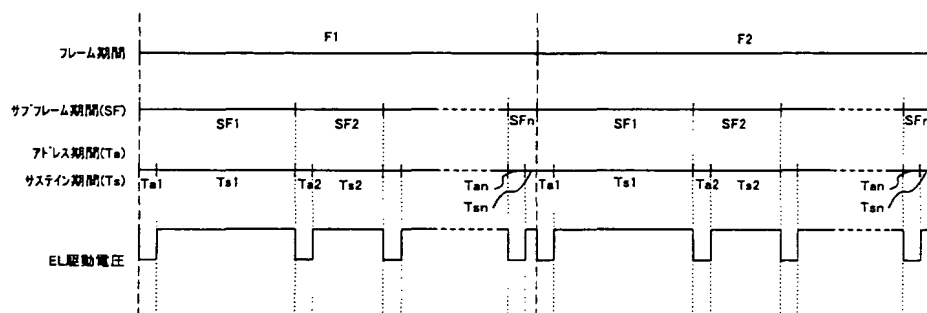 F1 F2
フレーム期間
サブフレーム期間(SF)
SF1 SF2 SFn SF1 SF2 SFn
アドレス期間(Ta)
サステイン期間(Ts)
Ta1 Ts1 Ta2 Ts2 Tan Ta1 Ts1 Ta2 Ts2 Tan
Tsn Tsn
EL駆動電圧